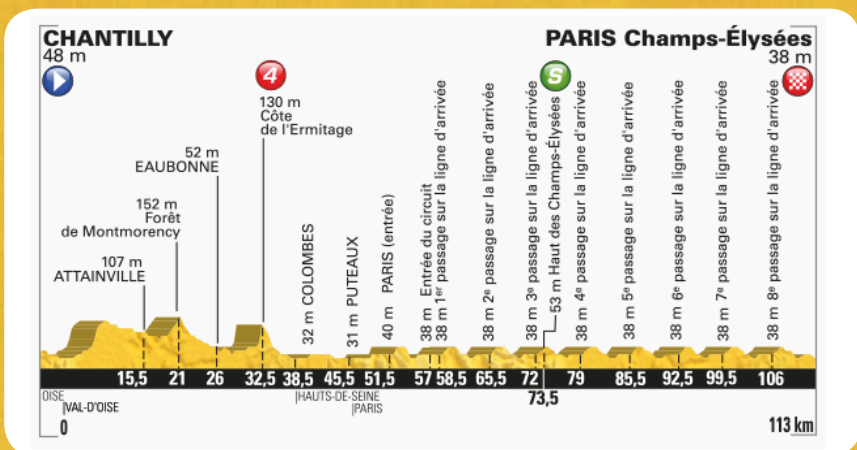 CHANTILLY
48 m
PARIS Champs-Élysées
38 m
4
S
130 m
Côte
de l'Ermitage
52 m
EAUBONNE
152 m
Forêt
de Montmorency
107 m
ATTAINVILLE
32 m COLOMBES
31 m PUTEAUX
40 m PARIS (entrée)
38 m Entrée du circuit
38 m 1er passage sur la ligne d'arrivée
38 m 2e passage sur la ligne d'arrivée
38 m 3e passage sur la ligne d'arrivée
53 m Haut des Champs-Élysées
38 m 4e passage sur la ligne d'arrivée
38 m 5e passage sur la ligne d'arrivée
38 m 6e passage sur la ligne d'arrivée
38 m 7e passage sur la ligne d'arrivée
38 m 8e passage sur la ligne d'arrivée
15,5 21 26 32,5 38,5 45,5 51,5 57 58,5 65,5 72 79 85,5 92,5 99,5 106
73,5
OISE
VAL-D'OISE
HAUTS-DE-SEINE
PARIS
0
113 km